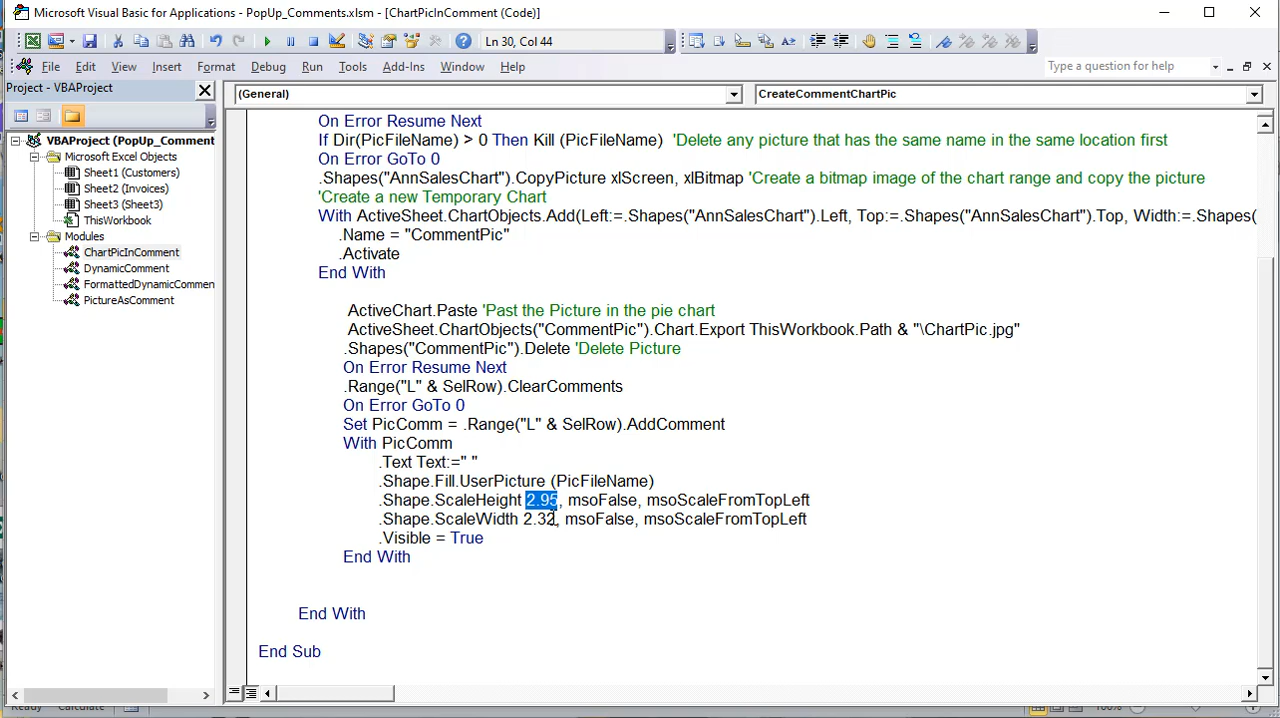 Microsoft Visual Basic for Applications - PopUp_Comments.xlsm - [ChartPicInComment (Code)]
Ln 30, Col 44
File Edit View Insert Format Debug Run Tools Add-Ins Window Help
Type a question for help
Project - VBAProject
(General)
CreateCommentChartPic
VBAProject (PopUp_Comment
Microsoft Excel Objects
Sheet1 (Customers)
Sheet2 (Invoices)
Sheet3 (Sheet3)
ThisWorkbook
Modules
ChartPicInComment
DynamicComment
FormattedDynamicCommen
PictureAsComment
On Error Resume Next
If Dir(PicFileName) > 0 Then Kill (PicFileName) 'Delete any picture that has the same name in the same location first
On Error GoTo 0
.Shapes("AnnSalesChart").CopyPicture xlScreen, xlBitmap 'Create a bitmap image of the chart range and copy the picture
'Create a new Temporary Chart
With ActiveSheet.ChartObjects.Add(Left:=.Shapes("AnnSalesChart").Left, Top:=.Shapes("AnnSalesChart").Top, Width:=.Shapes(
.Name = "CommentPic"
.Activate
End With
ActiveChart.Paste 'Past the Picture in the pie chart
ActiveSheet.ChartObjects("CommentPic").Chart.Export ThisWorkbook.Path & "\ChartPic.jpg"
.Shapes("CommentPic").Delete 'Delete Picture
On Error Resume Next
.Range("L" & SelRow).ClearComments
On Error GoTo 0
Set PicComm = .Range("L" & SelRow).AddComment
With PicComm
.Text Text:=" "
.Shape.Fill.UserPicture (PicFileName)
.Shape.ScaleHeight 2.95, msoFalse, msoScaleFromTopLeft
.Shape.ScaleWidth 2.32, msoFalse, msoScaleFromTopLeft
.Visible = True
End With
End With
End Sub
Ready Calculate
100%